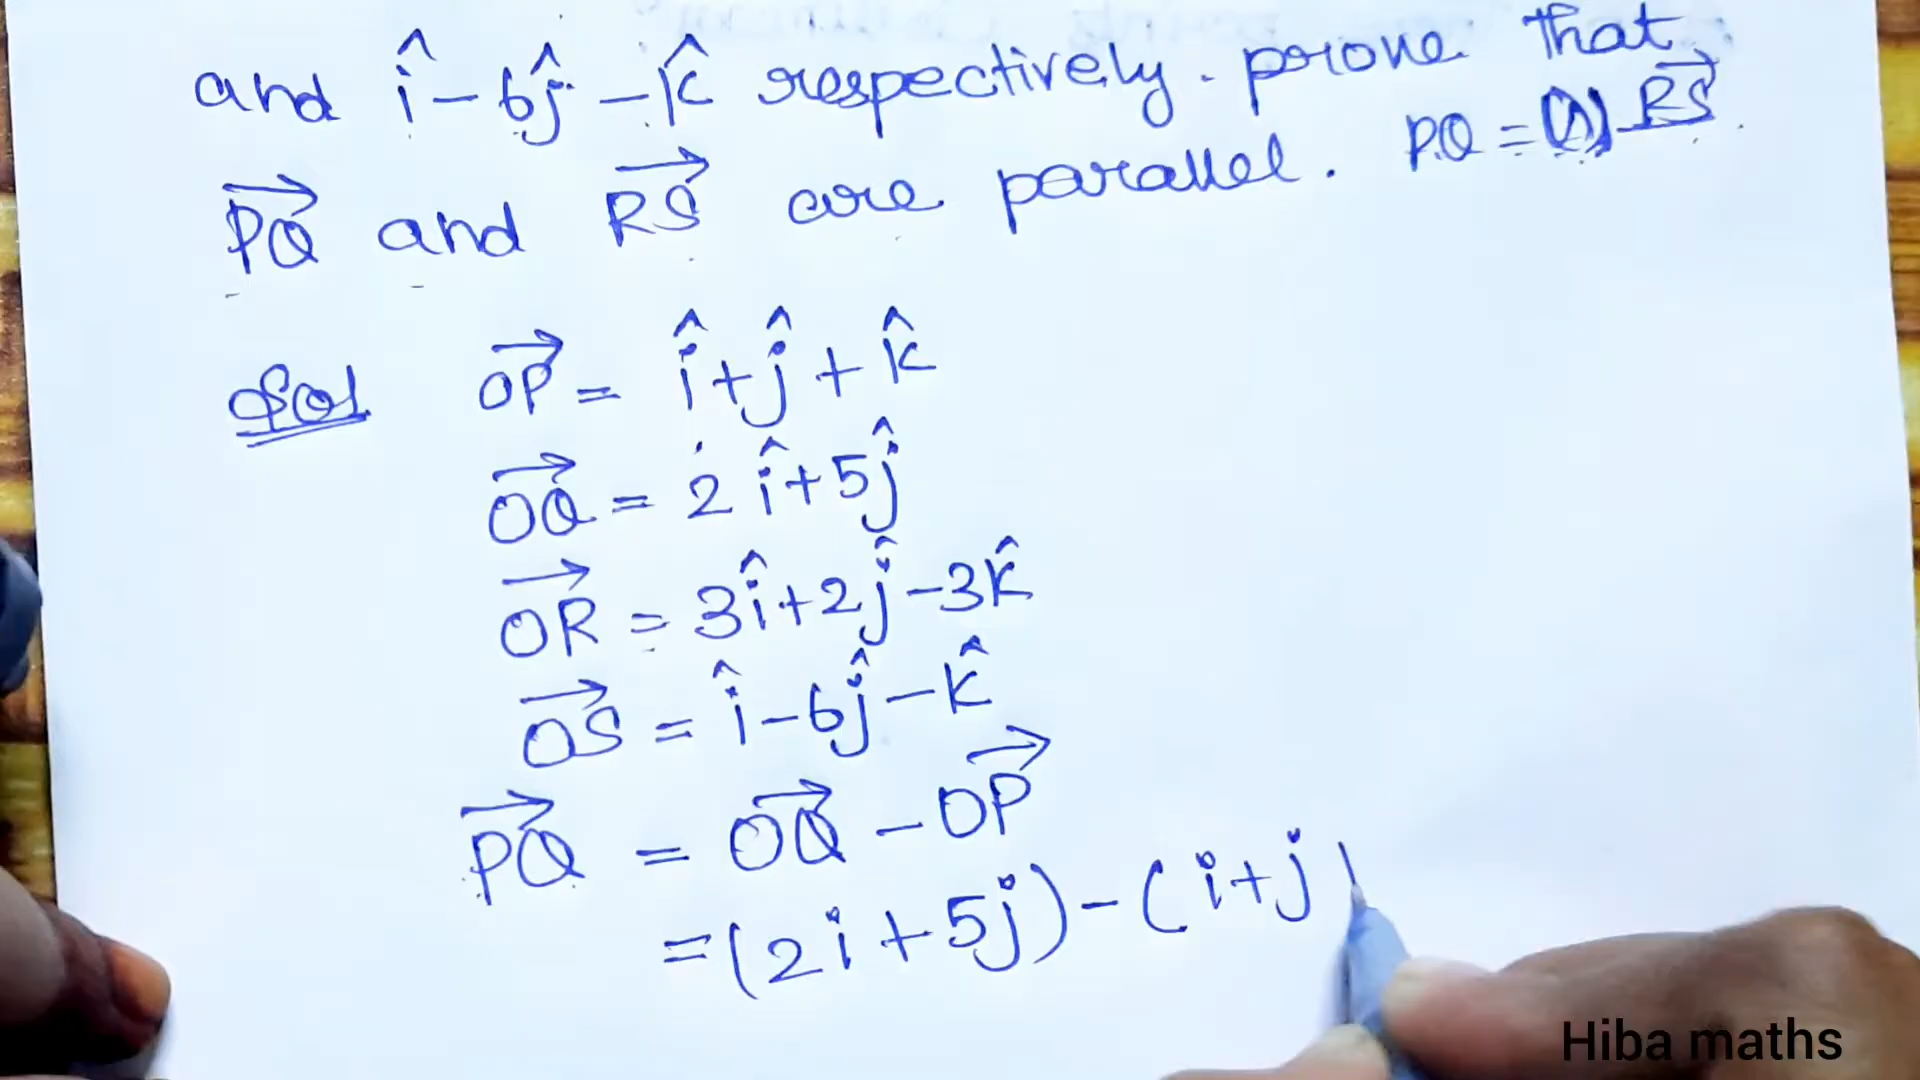 and î - 6ĵ - k̂ respectively. prove that
PQ⃗ and RS⃗ are parallel. PQ = (λ) RS⃗
Sol OP⃗ = î + ĵ + k̂
OQ⃗ = 2î + 5ĵ
OR⃗ = 3î + 2ĵ - 3k̂
OS⃗ = î - 6ĵ - k̂
PQ⃗ = OQ⃗ - OP⃗
= (2i + 5j) - (i + j
Hiba maths